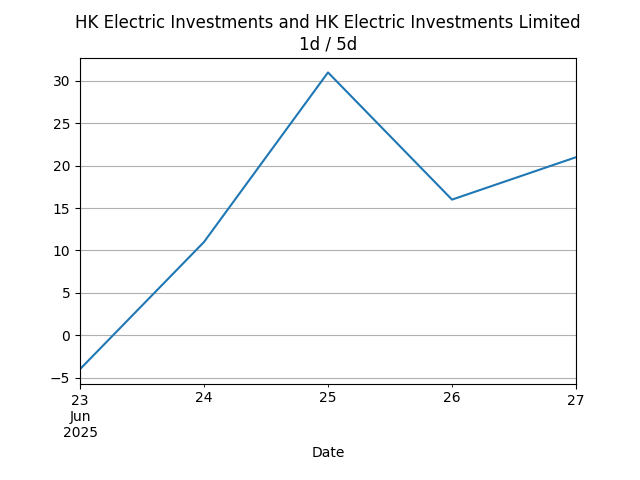 HK Electric Investments and HK Electric Investments Limited
1d / 5d
30
25
20
15
10
5
0
−5
23 24 25 26 27
Jun
2025
Date